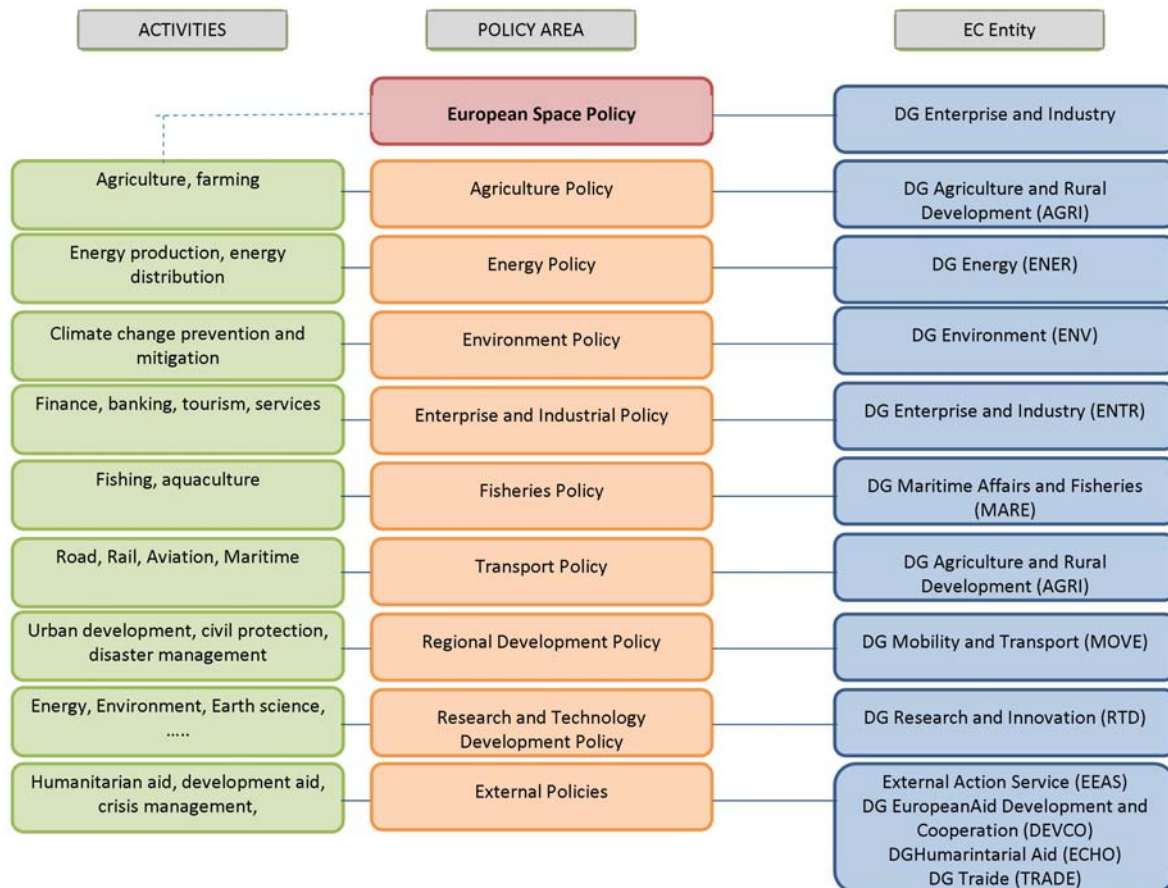 ACTIVITIES
POLICY AREA
EC Entity
European Space Policy
DG Enterprise and Industry
Agriculture, farming
Agriculture Policy
DG Agriculture and Rural
Development (AGRI)
Energy production, energy
distribution
Energy Policy
DG Energy (ENER)
Climate change prevention and
mitigation
Environment Policy
DG Environment (ENV)
Finance, banking, tourism, services
Enterprise and Industrial Policy
DG Enterprise and Industry (ENTR)
Fishing, aquaculture
Fisheries Policy
DG Maritime Affairs and Fisheries
(MARE)
Road, Rail, Aviation, Maritime
Transport Policy
DG Agriculture and Rural
Development (AGRI)
Urban development, civil protection,
disaster management
Regional Development Policy
DG Mobility and Transport (MOVE)
Energy, Environment, Earth science,
.....
Research and Technology
Development Policy
DG Research and Innovation (RTD)
Humanitarian aid, development aid,
crisis management,
External Policies
External Action Service (EEAS)
DG EuropeanAid Development and
Cooperation (DEVCO)
DGHumarintarial Aid (ECHO)
DG Traide (TRADE)